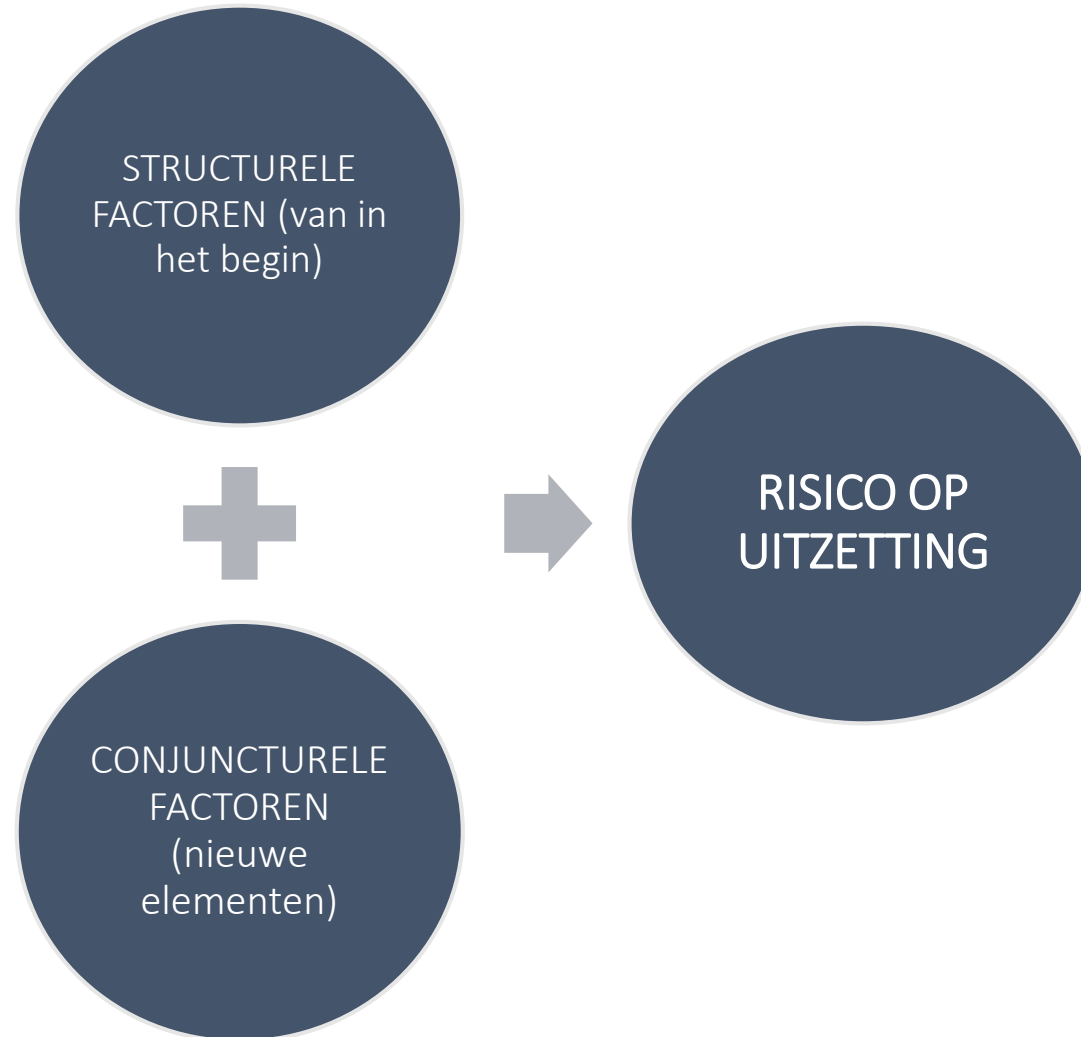 STRUCTURELE
FACTOREN (van in
het begin)
RISICO OP
UITZETTING
CONJUNCTURELE
FACTOREN
(nieuwe
elementen)